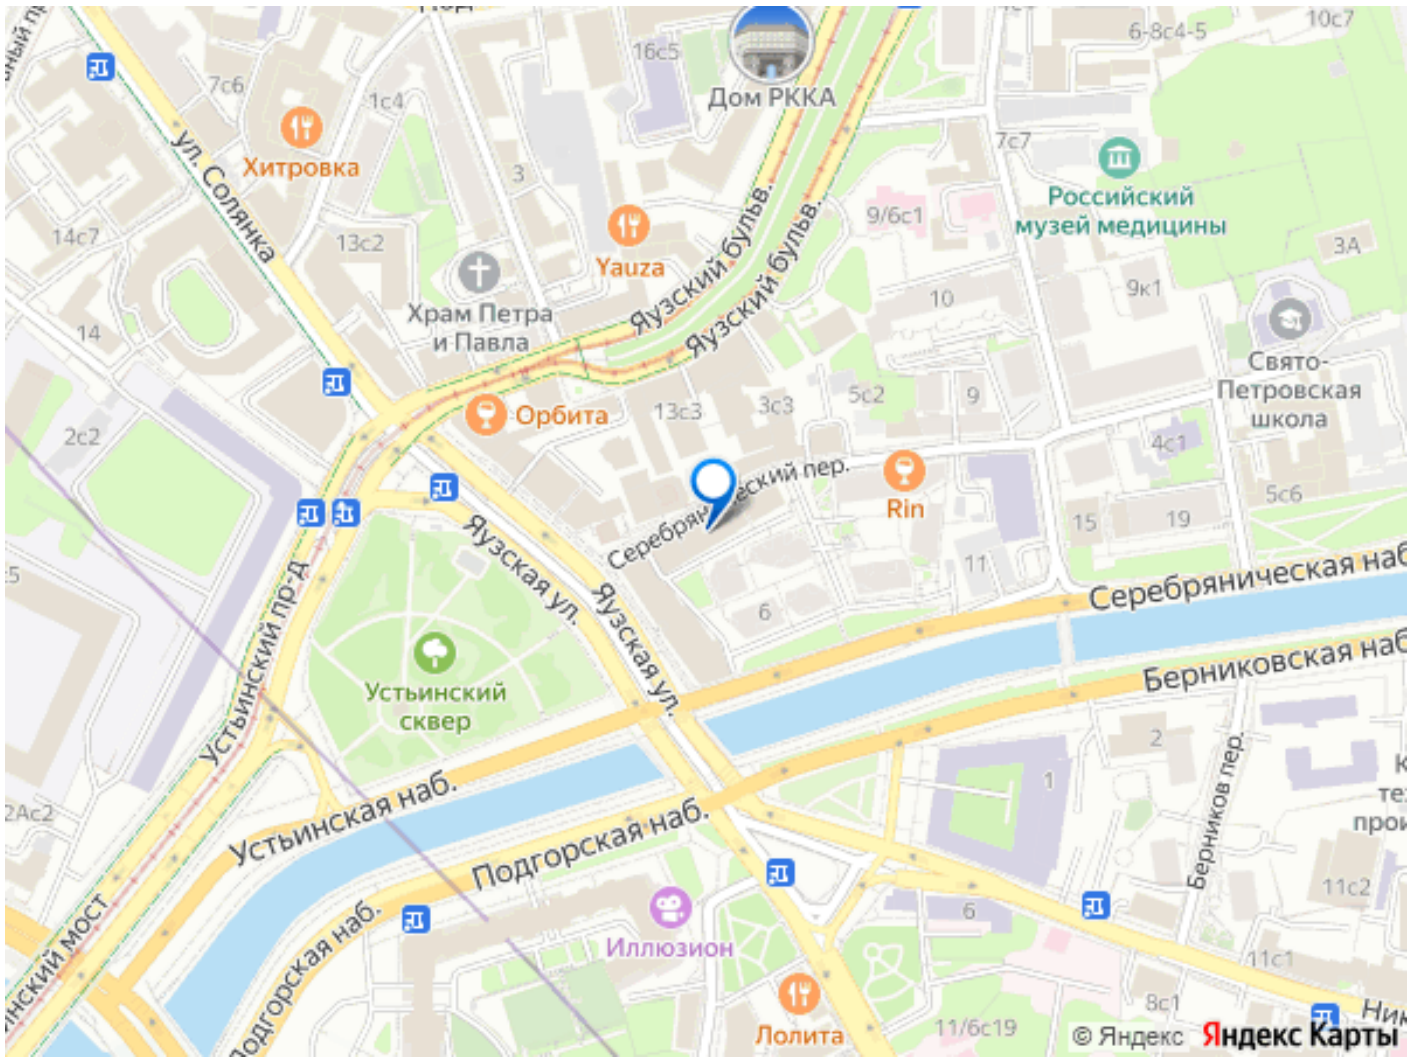 10с7
6-8с4-5
16с5
7с6
1с4
Дом РККА
7с7
ул. Солянка
Хитровка
3
Российский
музей медицины
9/6с1
14с7
13с2
Yauza
Яузский бульв.
Яузский бульв.
3А
9к1
10
Храм Петра
и Павла
14
Свято-
Петровская
школа
5с2
9
3с3
13с3
Орбита
2с2
4с1
Серебрянический пер.
Rin
5с6
15
19
11
Яузская ул.
Яузская ул.
Устьинский пр-д
6
Серебряническая наб
Берниковская наб
Устьинский
сквер
2
1
Берников пер.
2Ас2
Устьинская наб.
Подгорская наб.
11с2
6
Иллюзион
Подгорская наб.
инский мост
11с1
8с1
11/6с19
Лолита
Ник
© Яндекс
Яндекс Карты